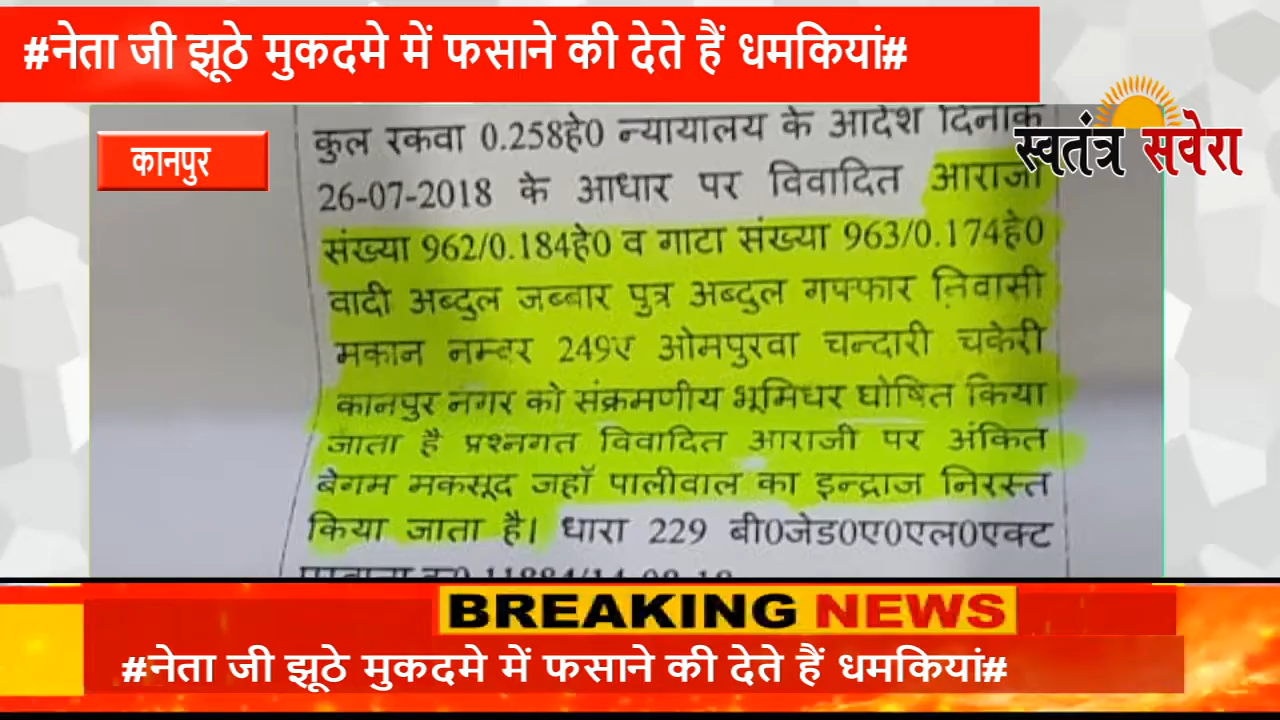 #नेता जी झूठे मुकदमे में फसाने की देते हैं धमकियां#
कानपुर
स्वतंत्र सवेरा
कुल रकवा 0.258हे0 न्यायालय के आदेश दिनांक
26-07-2018 के आधार पर विवादित आराजी
संख्या 962/0.184हे0 व गाटा संख्या 963/0.174हे0
वादी अब्दुल जब्बार पुत्र अब्दुल गफ्फार निवासी
मकान नम्बर 249ए ओमपुरवा चन्दारी चकेरी
कानपुर नगर को संक्रमणीय भूमिधर घोषित किया
जाता है प्रश्नगत विवादित आराजी पर अंकित
बेगम मकसूद जहाँ पालीवाल का इन्द्राज निरस्त
किया जाता है। धारा 229 बी0जेड0ए0एल0एक्ट
BREAKING NEWS
#नेता जी झूठे मुकदमे में फसाने की देते हैं धमकियां#